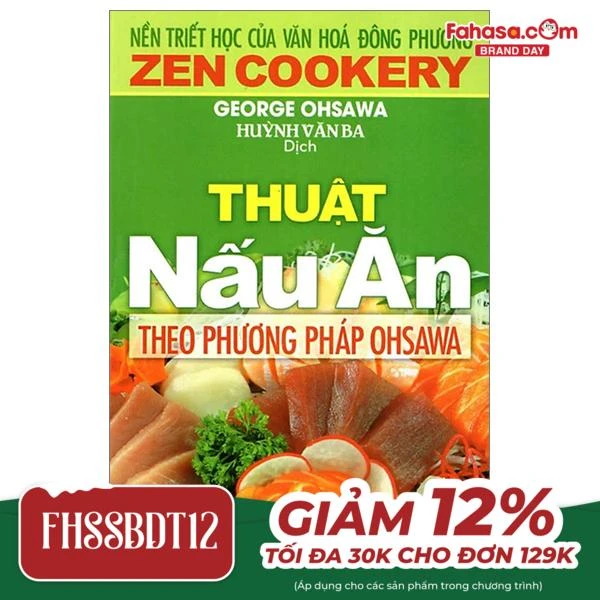 Fahasa.com
BRAND DAY
NỀN TRIẾT HỌC CỦA VĂN HOÁ ĐÔNG PHƯƠNG
ZEN COOKERY
GEORGE OHSAWA
HUỲNH VĂN BA
Dịch
THUẬT
Nấu Ăn
THEO PHƯƠNG PHÁP OHSAWA
FHSSBDT12
GIẢM 12%
TỐI ĐA 30K CHO ĐƠN 129K
(Áp dụng cho các sản phẩm trong chương trình)